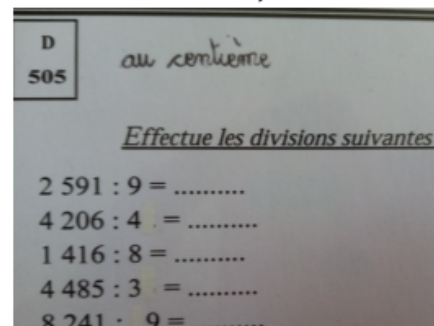 D
505
au centième
Effectue les divisions suivantes
2 591 : 9 = ..........
4 206 : 4 . = ..........
1 416 : 8 = ..........
4 485 : 3 . = ..........
8 241 : 9 = ..........